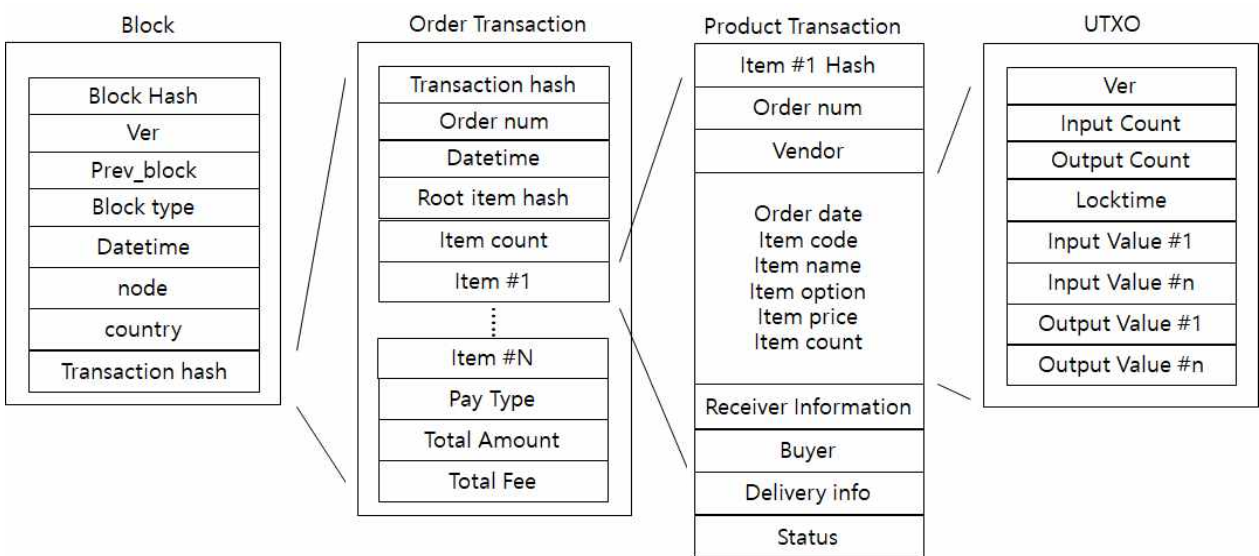 Block
Block Hash
Ver
Prev_block
Block type
Datetime
node
country
Transaction hash
Order Transaction
Transaction hash
Order num
Datetime
Root item hash
Item count
Item #1
Item #N
Pay Type
Total Amount
Total Fee
Product Transaction
Item #1 Hash
Order num
Vendor
Order date
Item code
Item name
Item option
Item price
Item count
Receiver Information
Buyer
Delivery info
Status
UTXO
Ver
Input Count
Output Count
Locktime
Input Value #1
Input Value #n
Output Value #1
Output Value #n